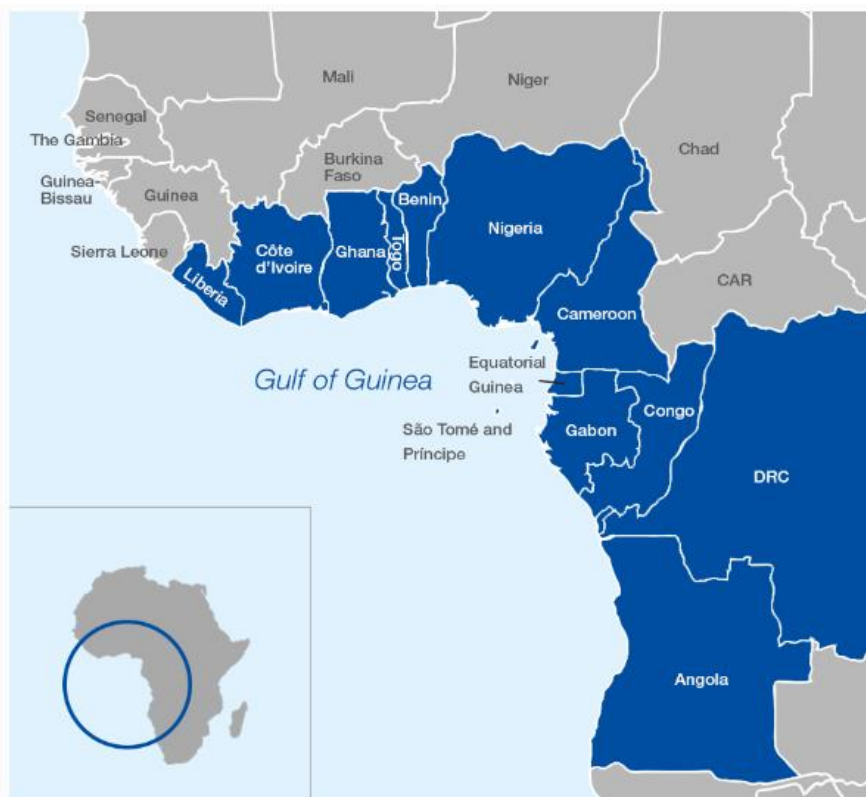 Mali
Niger
Senegal
The Gambia
Chad
Burkina
Faso
Guinea-
Bissau
Guinea
Benin
Nigeria
Sierra Leone
Côte
d'Ivoire
Ghana
Togo
Liberia
CAR
Cameroon
Equatorial
Guinea
Gulf of Guinea
Congo
São Tomé and
Príncipe
Gabon
DRC
Angola